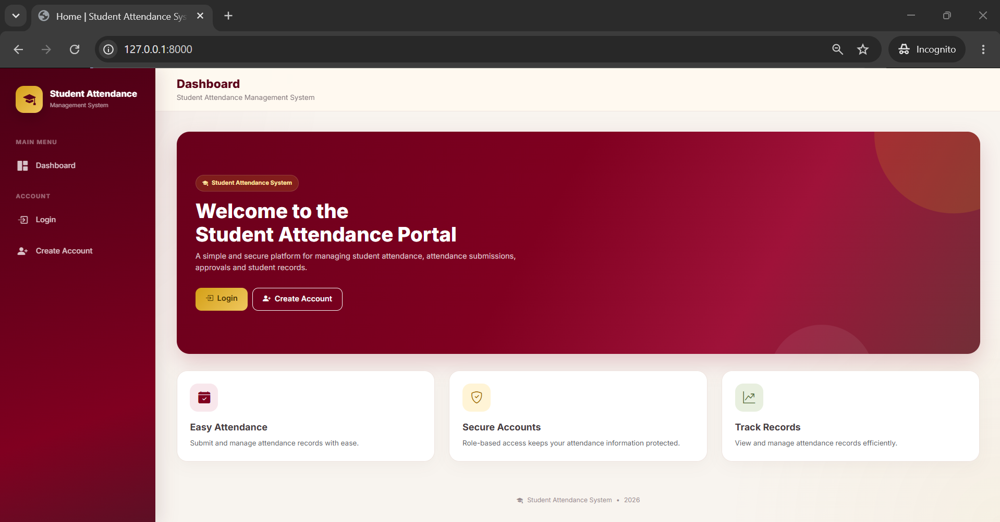 Home | Student Attendance Sys
127.0.0.1:8000
Incognito
Student Attendance
Management System
MAIN MENU
Dashboard
ACCOUNT
Login
Create Account
Dashboard
Student Attendance Management System
Student Attendance System
Welcome to the
Student Attendance Portal
A simple and secure platform for managing student attendance, attendance submissions,
approvals and student records.
Login
Create Account
Easy Attendance
Submit and manage attendance records with ease.
Secure Accounts
Role-based access keeps your attendance information protected.
Track Records
View and manage attendance records efficiently.
Student Attendance System • 2026